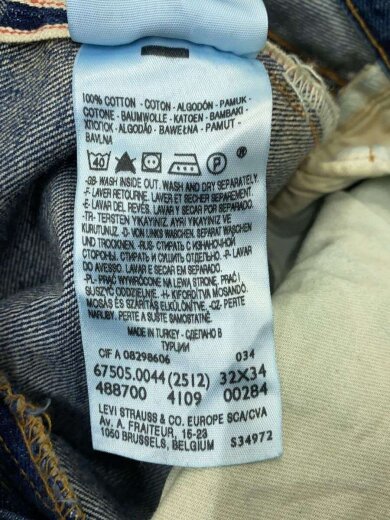 100% COTTON - COTON - ALGODÓN - PAMUK -
COTONE - BAUMWOLLE - KATOEN - BAMBAKI -
ХЛОПОК - ALGODÃO - BAWEŁNA - PAMUT -
BAVLNA
P
®
-GB- WASH INSIDE OUT. WASH AND DRY SEPARATELY.
-F- LAVER RETOURNÉ. LAVER ET SÉCHER SÉPARÉMENT
-E- LAVAR DEL REVÉS. LAVAR Y SECAR POR SEPARADO.
-TR- TERSTEN YIKAYINIZ. AYRI YIKAYINIZ VE
KURUTUNUZ. -D- VON LINKS WASCHEN. SEPARAT WASCHEN
UND TROCKNEN. -RUS- СТИРАТЬ С ИЗНАНОЧНОЙ
СТОРОНЫ. СТИРАТЬ И СУШИТЬ ОТДЕЛЬНО. -P- LAVAR
DO AVESSO. LAVAR E SECAR EM SEPARADO.
-PL- PRAĆ WYWRÓCONE NA LEWĄ STRONĘ, PRAĆ I
SUSZYĆ ODDZIELNIE. -H- KIFORDÍTVA MOSANDÓ.
MOSÁS ÉS SZÁRÍTÁS ELKÜLÖNÍTVE. -CZ- PERTE
NARUBY. PERTE A SUŠTE SAMOSTATNĚ.
MADE IN TURKEY - СДЕЛАНО В
ТУРЦИИ
CIF A 08298606 034
67505.0044 (2512) 32X34
488700 4109 00284
LEVI STRAUSS & CO. EUROPE SCA/CVA
Av. A. FRAITEUR, 15-23
1050 BRUSSELS, BELGIUM S34972